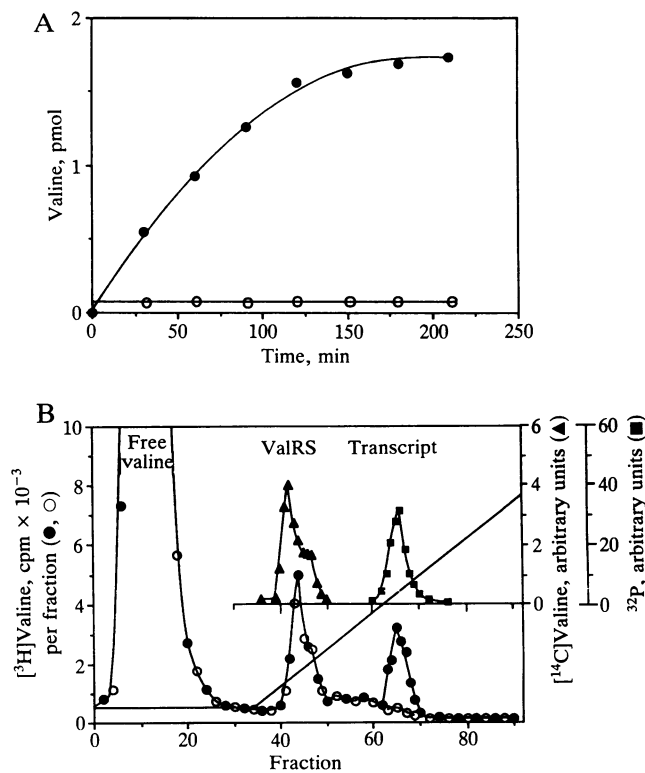 A
2
1
0
Valine, pmol
0 50 100 150 200 250
Time, min
B
10
8
6
4
2
0
[³H]Valine, cpm × 10⁻³
per fraction (●, ○)
Free
valine
ValRS
Transcript
6
4
2
0
[¹⁴C]Valine, arbitrary units (▲)
60
40
20
0
³²P, arbitrary units (■)
0 20 40 60 80
Fraction